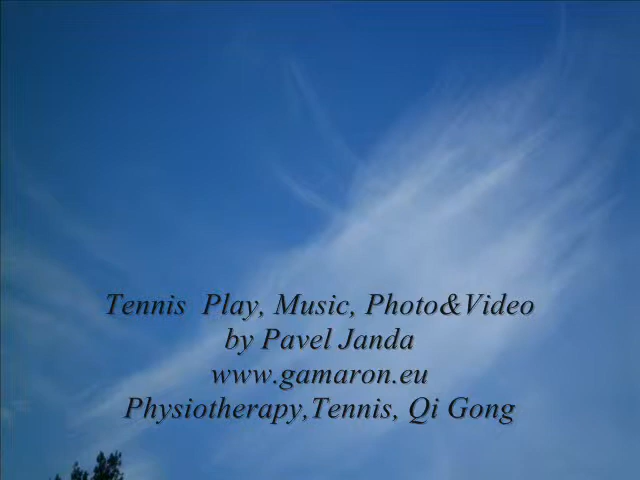 Tennis  Play, Music, Photo&Video
by Pavel Janda
www.gamaron.eu
Physiotherapy,Tennis, Qi Gong